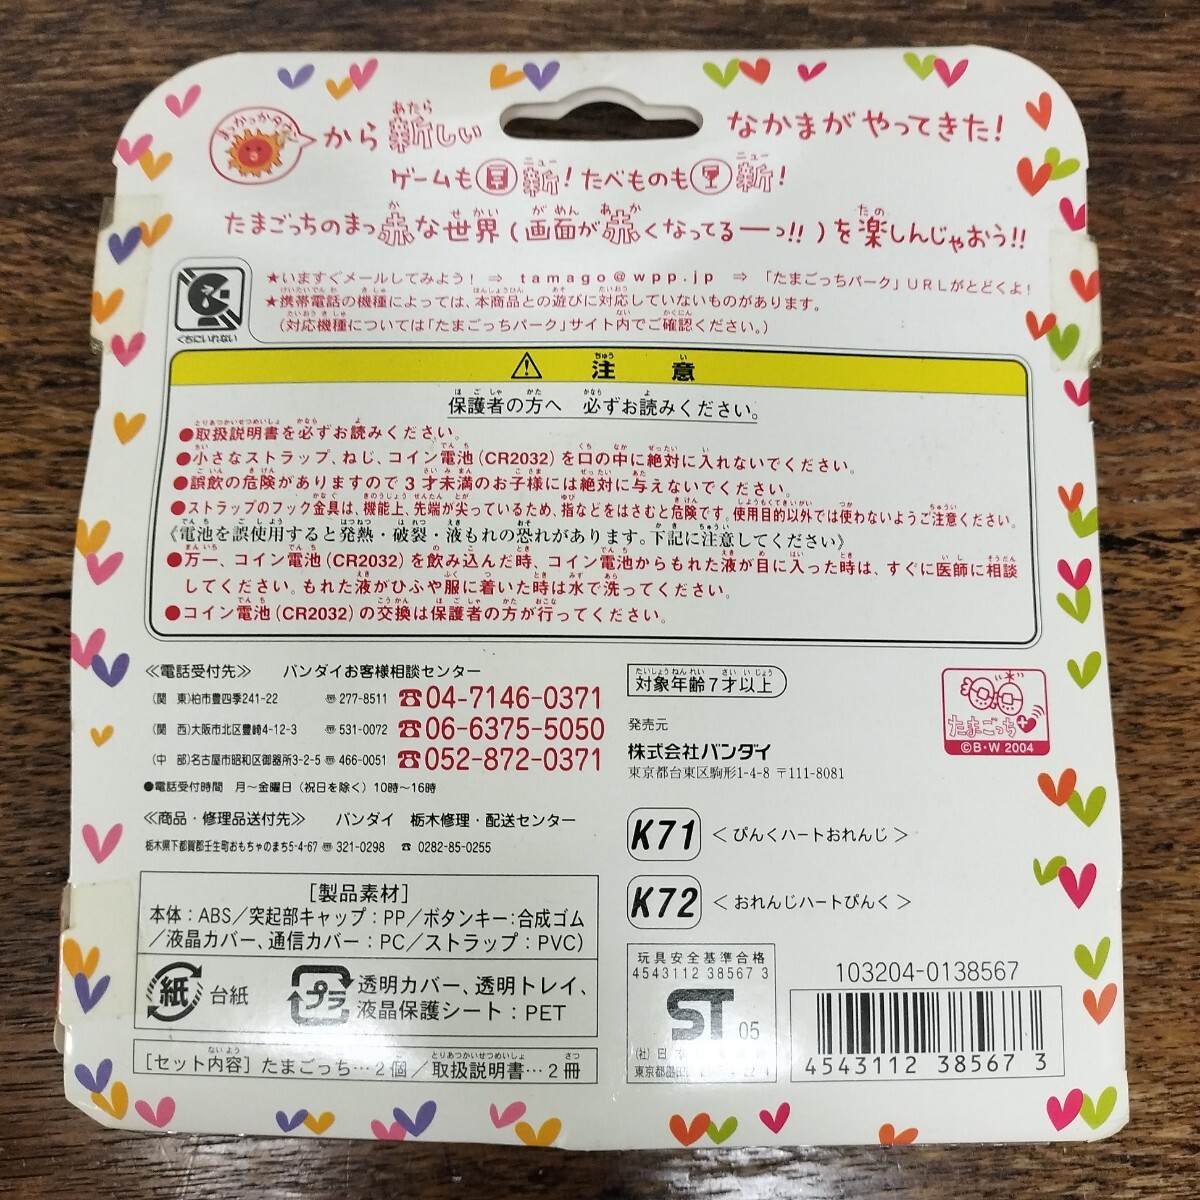 まっかっかタウン から 新しい なかまがやってきた!
ゲームも 新! たべものも 新!
たまごっちのまっ赤な世界(画面が赤くなってるーっ!!)を楽しんじゃおう!!
★いますぐメールしてみよう! ⇒ tamago@wpp.jp ⇒ 「たまごっちパーク」URLがとどくよ!
★携帯電話の機種によっては、本商品との遊びに対応していないものがあります。
(対応機種については「たまごっちパーク」サイト内でご確認ください。)
くちにいれない
注意
保護者の方へ 必ずお読みください。
●取扱説明書を必ずお読みください。
●小さなストラップ、ねじ、コイン電池(CR2032)を口の中に絶対に入れないでください。
●誤飲の危険がありますので3才未満のお子様には絶対に与えないでください。
●ストラップのフック金具は、機能上、先端が尖っているため、指などをはさむと危険です。使用目的以外では使わないようご注意ください。
《電池を誤使用すると発熱・破裂・液もれの恐れがあります。下記に注意してください》
●万一、コイン電池(CR2032)を飲み込んだ時、コイン電池からもれた液が目に入った時は、すぐに医師に相談
してください。もれた液がひふや服に着いた時は水で洗ってください。
●コイン電池(CR2032)の交換は保護者の方が行ってください。
≪電話受付先≫ バンダイお客様相談センター
(関 東)柏市豊四季241-22 〠277-8511 ☎04-7146-0371
(関 西)大阪市北区豊崎4-12-3 〠531-0072 ☎06-6375-5050
(中 部)名古屋市昭和区御器所3-2-5 〠466-0051 ☎052-872-0371
●電話受付時間 月～金曜日(祝日を除く)10時～16時
≪商品・修理品送付先≫ バンダイ 栃木修理・配送センター
栃木県下都賀郡壬生町おもちゃのまち5-4-67 〠321-0298 ☎0282-85-0255
対象年齢7才以上
発売元
株式会社バンダイ
東京都台東区駒形1-4-8 〒111-8081
たまごっち
©B・W 2004
K71 <ぴんくハートおれんじ>
K72 <おれんじハートぴんく>
[製品素材]
本体:ABS/突起部キャップ:PP/ボタンキー:合成ゴム
/液晶カバー、通信カバー:PC/ストラップ:PVC)
紙 台紙
プラ 透明カバー、透明トレイ、
液晶保護シート:PET
[セット内容]たまごっち…2個/取扱説明書…2冊
玩具安全基準合格
4543112 38567 3
ST 05
103204-0138567
4543112 385673